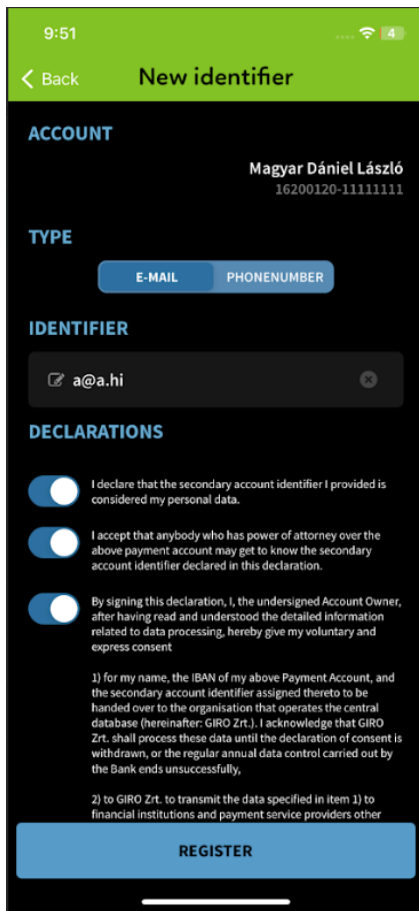 9:51
4
Back
New identifier
ACCOUNT
Magyar Dániel László
16200120-11111111
TYPE
E-MAIL
PHONENUMBER
IDENTIFIER
a@a.hi
DECLARATIONS
I declare that the secondary account identifier I provided is
considered my personal data.
I accept that anybody who has power of attorney over the
above payment account may get to know the secondary
account identifier declared in this declaration.
By signing this declaration, I, the undersigned Account Owner,
after having read and understood the detailed information
related to data processing, hereby give my voluntary and
express consent
1) for my name, the IBAN of my above Payment Account, and
the secondary account identifier assigned thereto to be
handed over to the organisation that operates the central
database (hereinafter: GIRO Zrt.). I acknowledge that GIRO
Zrt. shall process these data until the declaration of consent is
withdrawn, or the regular annual data control carried out by
the Bank ends unsuccessfully,
2) to GIRO Zrt. to transmit the data specified in item 1) to
financial institutions and payment service providers other
REGISTER